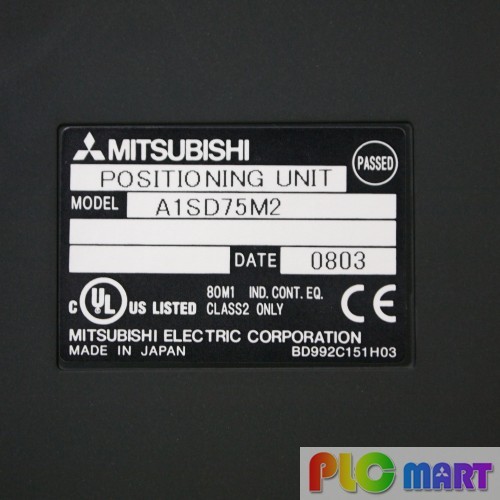 MITSUBISHI
PASSED
POSITIONING UNIT
MODEL A1SD75M2
DATE 0803
C UL US LISTED 80M1 IND. CONT. EQ. CLASS2 ONLY CE
MITSUBISHI ELECTRIC CORPORATION
MADE IN JAPAN BD992C151H03
PLC MART